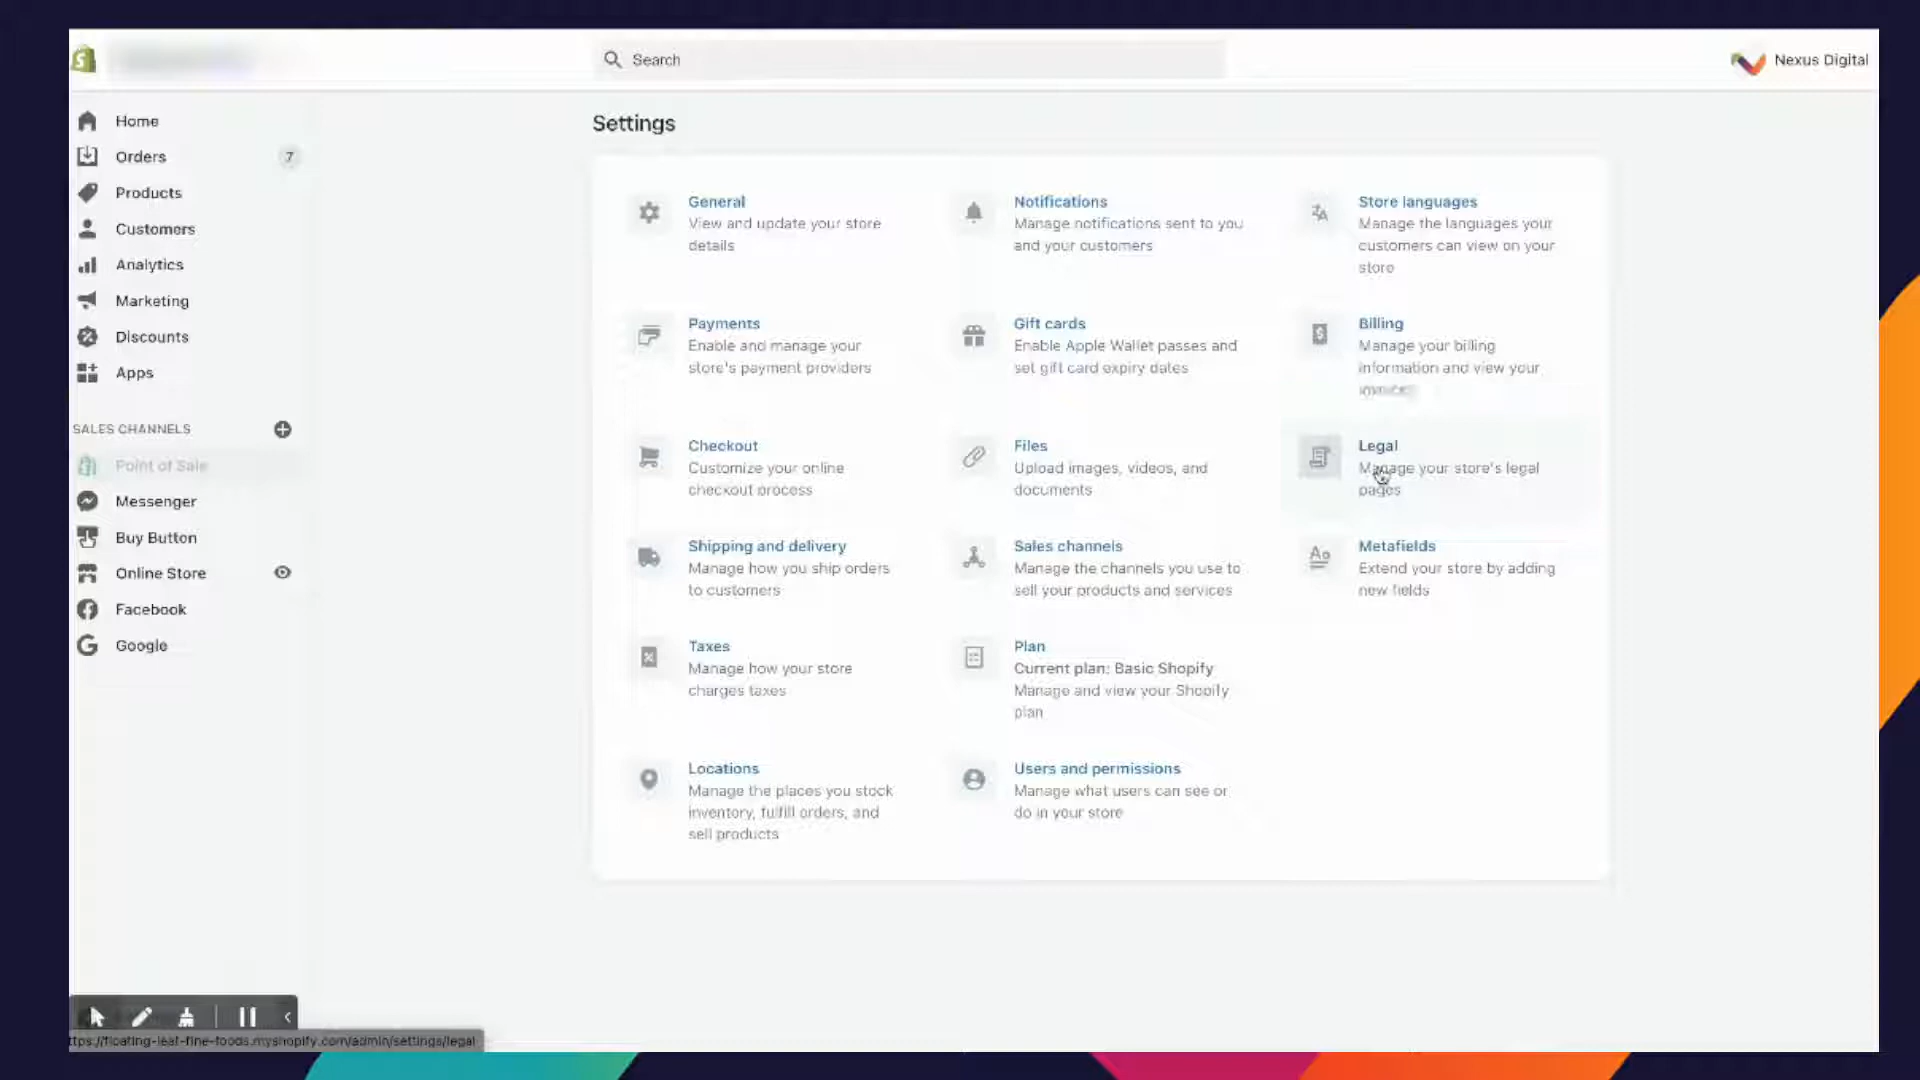 Search
Nexus Digital
Home
Orders
7
Products
Customers
Analytics
Marketing
Discounts
Apps
SALES CHANNELS
Point of Sale
Messenger
Buy Button
Online Store
Facebook
Google
Settings
General
View and update your store
details
Notifications
Manage notifications sent to you
and your customers
Store languages
Manage the languages your
customers can view on your
store
Payments
Enable and manage your
store's payment providers
Gift cards
Enable Apple Wallet passes and
set gift card expiry dates
Billing
Manage your billing
information and view your
invoices
Checkout
Customize your online
checkout process
Files
Upload images, videos, and
documents
Legal
Manage your store's legal
pages
Shipping and delivery
Manage how you ship orders
to customers
Sales channels
Manage the channels you use to
sell your products and services
Metafields
Extend your store by adding
new fields
Taxes
Manage how your store
charges taxes
Plan
Current plan: Basic Shopify
Manage and view your Shopify
plan
Locations
Manage the places you stock
inventory, fulfill orders, and
sell products
Users and permissions
Manage what users can see or
do in your store
ttps://floating-leaf-fine-foods.myshopify.com/admin/settings/legal